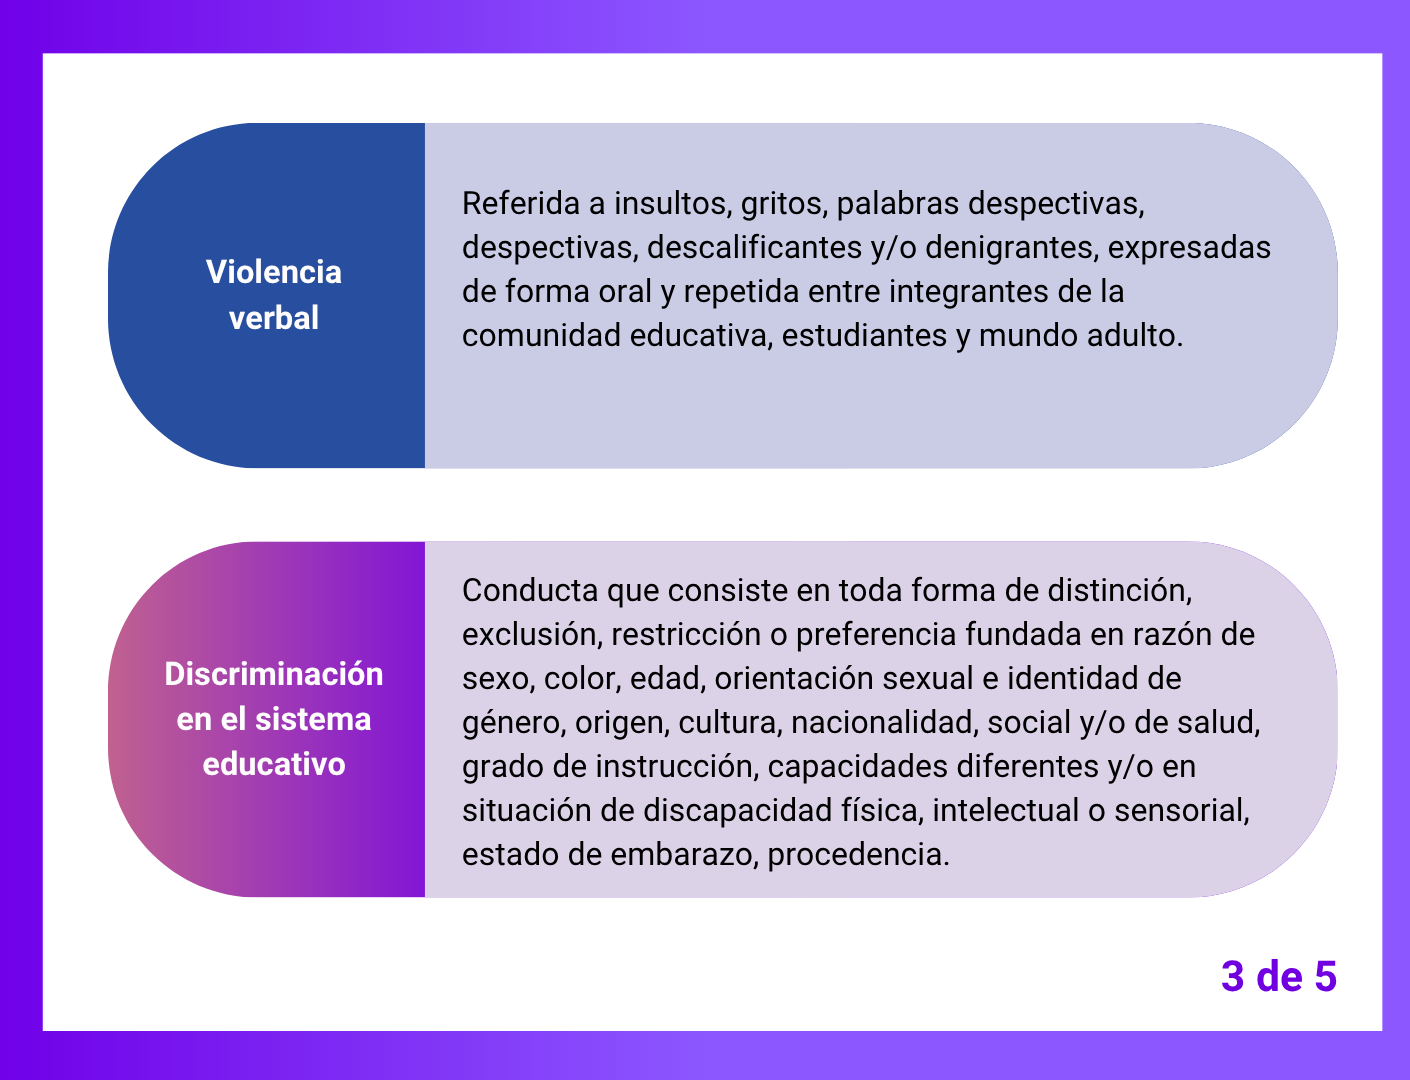 Violencia
verbal
Referida a insultos, gritos, palabras despectivas,
despectivas, descalificantes y/o denigrantes, expresadas
de forma oral y repetida entre integrantes de la
comunidad educativa, estudiantes y mundo adulto.
Discriminación
en el sistema
educativo
Conducta que consiste en toda forma de distinción,
exclusión, restricción o preferencia fundada en razón de
sexo, color, edad, orientación sexual e identidad de
género, origen, cultura, nacionalidad, social y/o de salud,
grado de instrucción, capacidades diferentes y/o en
situación de discapacidad física, intelectual o sensorial,
estado de embarazo, procedencia.
3 de 5